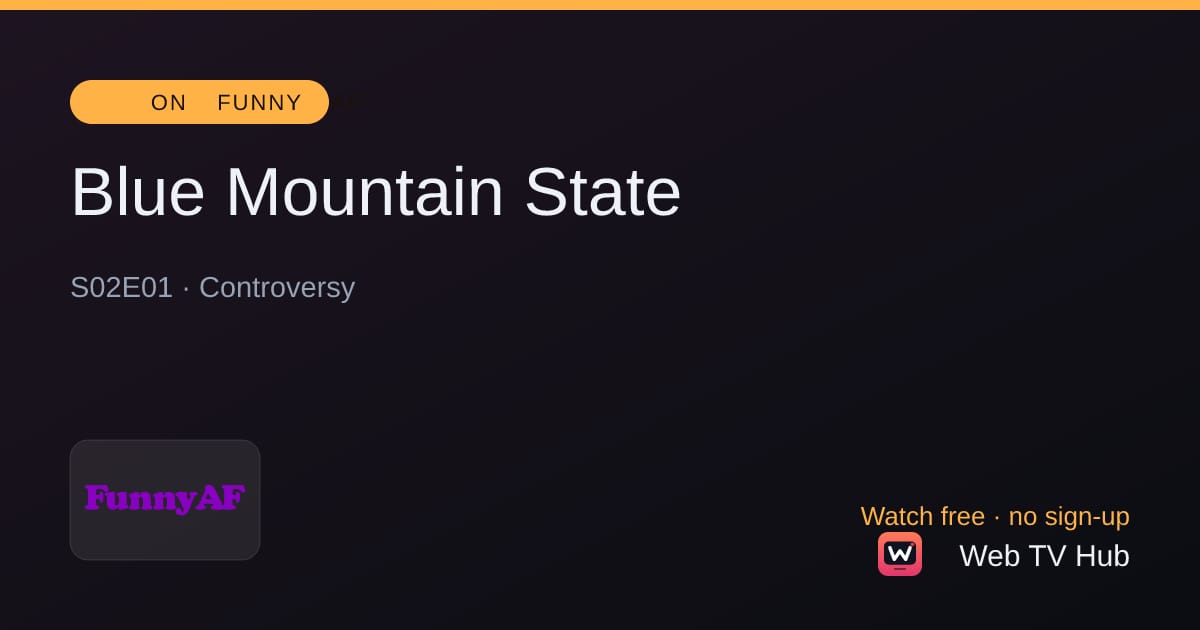 ON FUNNY
Blue Mountain State
S02E01 · Controversy
FunnyAF
Watch free · no sign-up
W
Web TV Hub